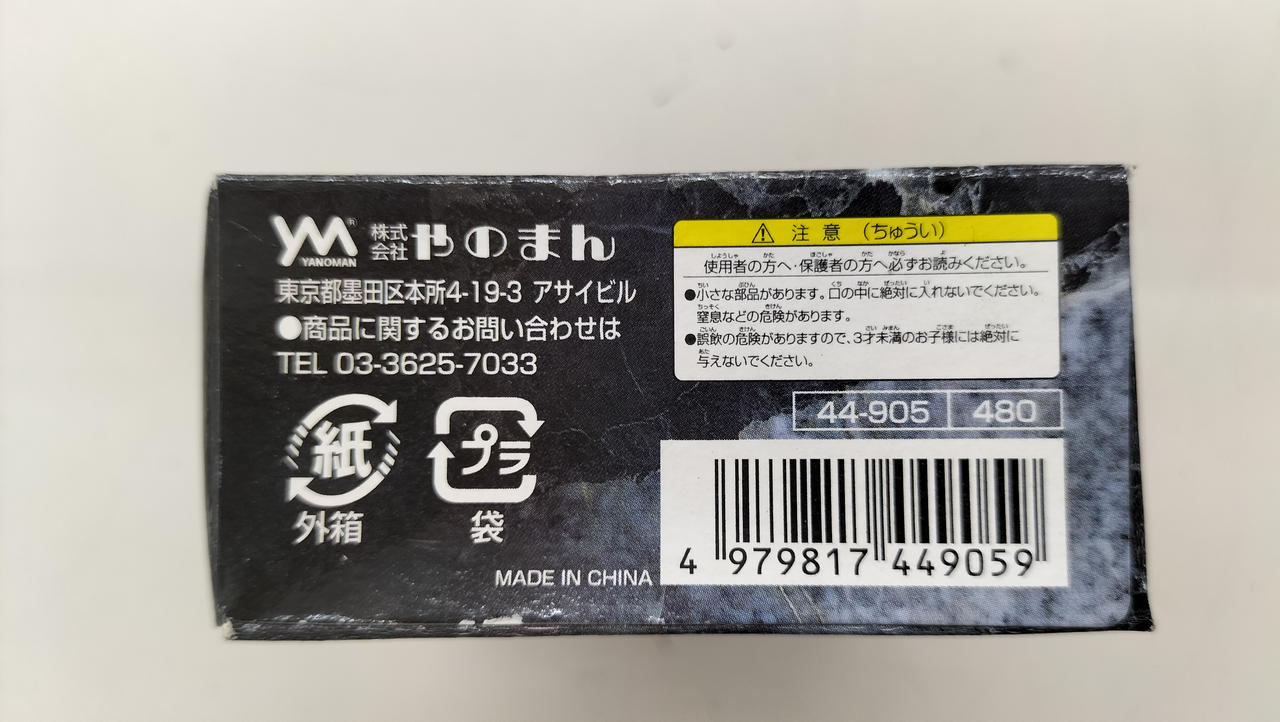 YM
YANOMAN
株式会社 やのまん
東京都墨田区本所4-19-3 アサイビル
●商品に関するお問い合わせは
TEL 03-3625-7033
紙
外箱
プラ
袋
MADE IN CHINA
注意 (ちゅうい)
使用者の方へ・保護者の方へ必ずお読みください。
●小さな部品があります。口の中に絶対に入れないでください。
窒息などの危険があります。
●誤飲の危険がありますので、3才未満のお子様には絶対に
与えないでください。
44-905 480
4 979817 449059